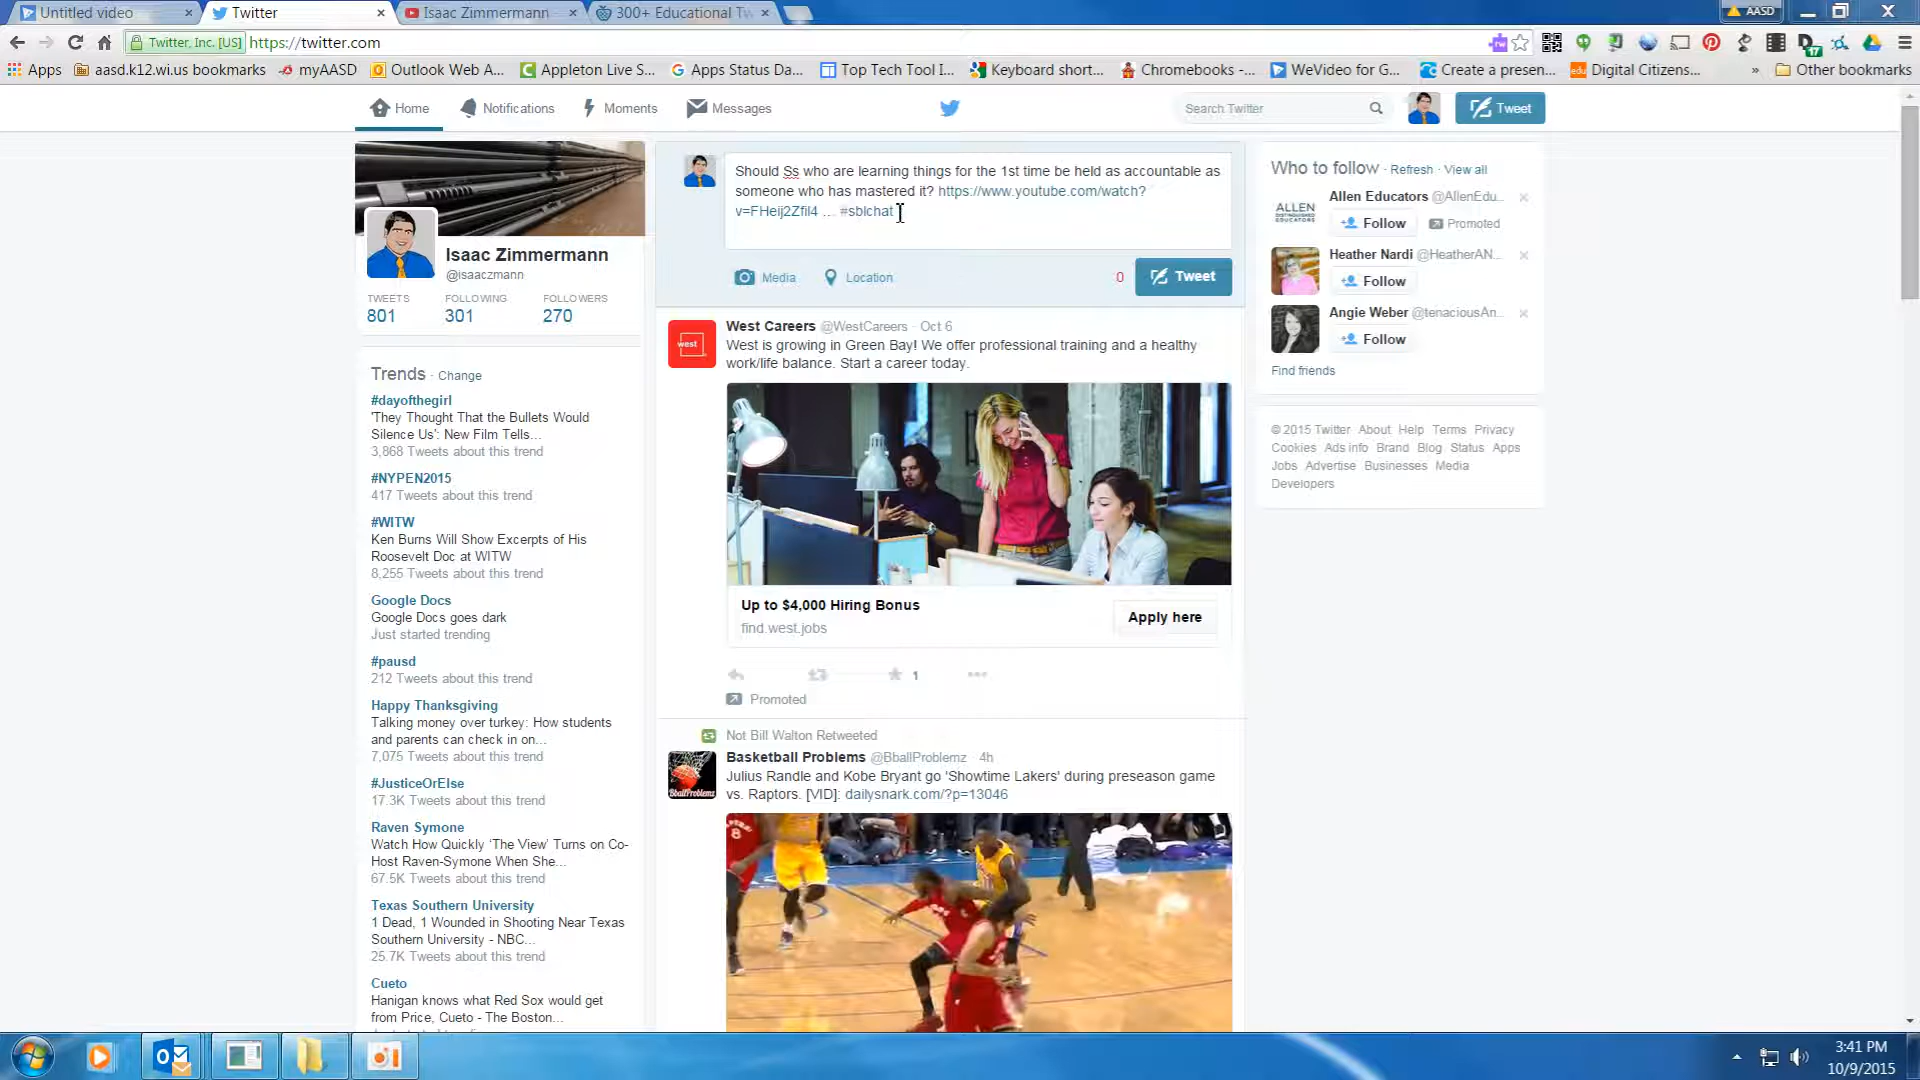 Untitled video
Twitter
Isaac Zimmermann
300+ Educational Tw
AASD
Twitter, Inc. [US] https://twitter.com
Apps
aasd.k12.wi.us bookmarks
myAASD
Outlook Web A...
Appleton Live S...
Apps Status Da...
Top Tech Tool I...
Keyboard short...
Chromebooks -...
WeVideo for G...
Create a presen...
Digital Citizens...
» Other bookmarks
Home
Notifications
Moments
Messages
Search Twitter
Tweet
Isaac Zimmermann
@isaaczmann
TWEETS FOLLOWING FOLLOWERS
801 301 270
Trends · Change
#dayofthegirl
'They Thought That the Bullets Would
Silence Us': New Film Tells...
3,868 Tweets about this trend
#NYPEN2015
417 Tweets about this trend
#WITW
Ken Burns Will Show Excerpts of His
Roosevelt Doc at WITW
8,255 Tweets about this trend
Google Docs
Google Docs goes dark
Just started trending
#pausd
212 Tweets about this trend
Happy Thanksgiving
Talking money over turkey: How students
and parents can check in on...
7,075 Tweets about this trend
#JusticeOrElse
17.3K Tweets about this trend
Raven Symone
Watch How Quickly 'The View' Turns on Co-
Host Raven-Symone When She...
67.5K Tweets about this trend
Texas Southern University
1 Dead, 1 Wounded in Shooting Near Texas
Southern University - NBC...
25.7K Tweets about this trend
Cueto
Hanigan knows what Red Sox would get
from Price, Cueto - The Boston...
Should Ss who are learning things for the 1st time be held as accountable as
someone who has mastered it? https://www.youtube.com/watch?
v=FHeij2Zfil4 ... #sblchat
Media
Location
0
Tweet
West Careers @WestCareers · Oct 6
West is growing in Green Bay! We offer professional training and a healthy
work/life balance. Start a career today.
west
Up to $4,000 Hiring Bonus
find.west.jobs
Apply here
1
Promoted
Not Bill Walton Retweeted
Basketball Problems @BballProblemz · 4h
Julius Randle and Kobe Bryant go 'Showtime Lakers' during preseason game
vs. Raptors. [VID]: dailysnark.com/?p=13046
BballProblems
Who to follow · Refresh · View all
Allen Educators @AllenEdu...
ALLEN
Follow
Promoted
Heather Nardi @HeatherAN...
Follow
Angie Weber @tenaciousAn...
Follow
Find friends
© 2015 Twitter About Help Terms Privacy
Cookies Ads info Brand Blog Status Apps
Jobs Advertise Businesses Media
Developers
3:41 PM
10/9/2015